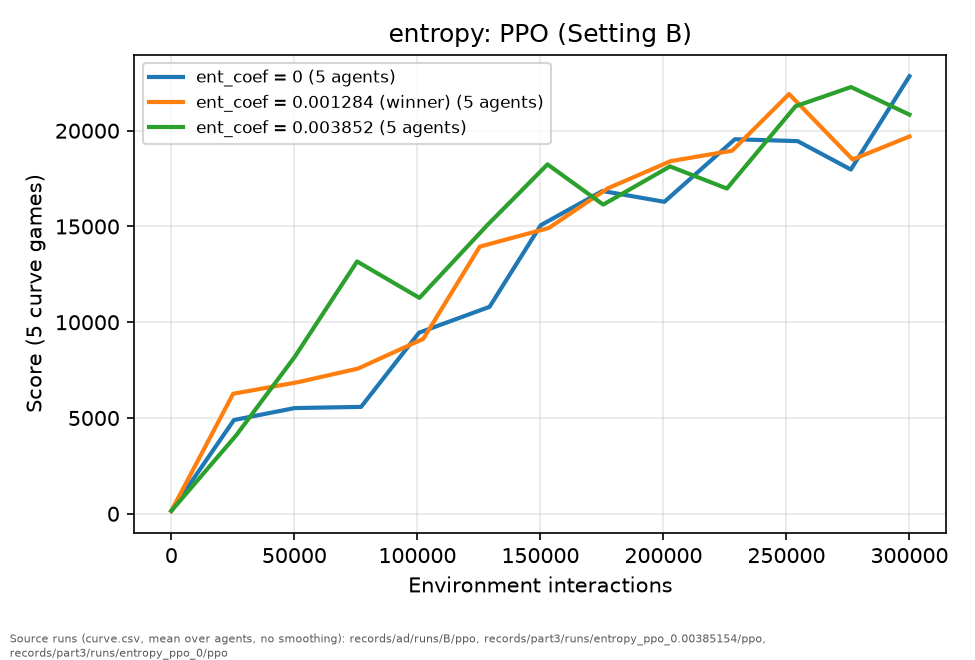 entropy: PPO (Setting B)
ent_coef = 0 (5 agents)
ent_coef = 0.001284 (winner) (5 agents)
ent_coef = 0.003852 (5 agents)
Score (5 curve games)
20000
15000
10000
5000
0
0 50000 100000 150000 200000 250000 300000
Environment interactions
Source runs (curve.csv, mean over agents, no smoothing): records/ad/runs/B/ppo, records/part3/runs/entropy_ppo_0.00385154/ppo,
records/part3/runs/entropy_ppo_0/ppo